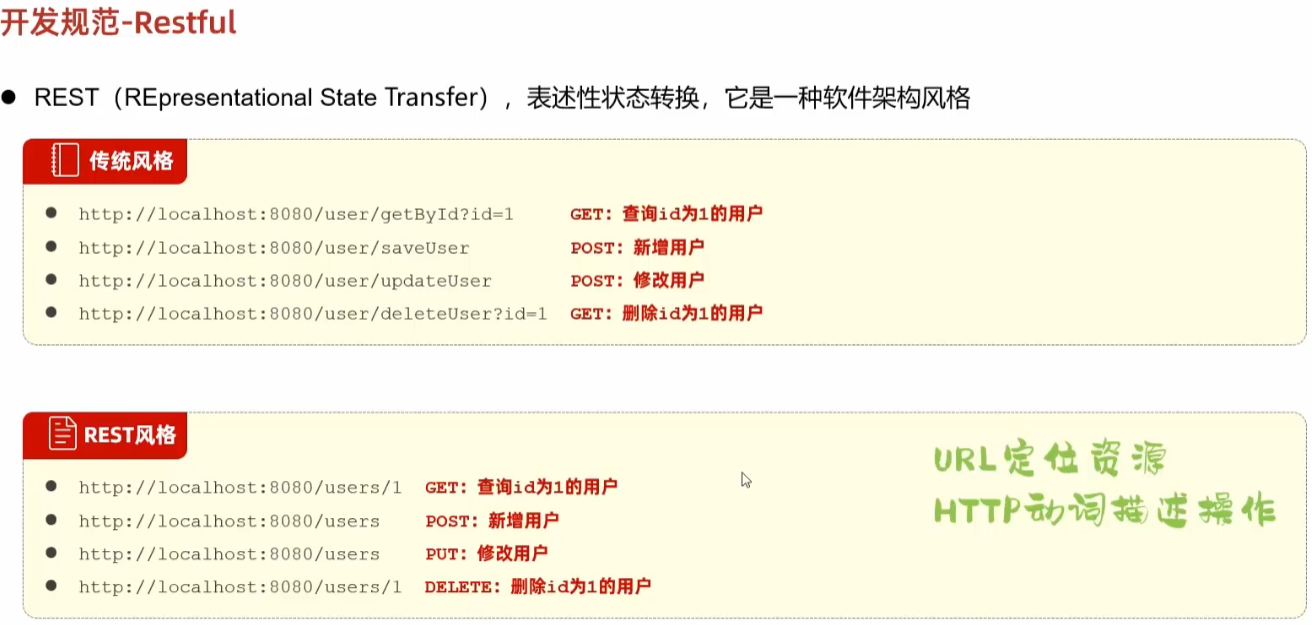 开发规范-Restful
● REST（REpresentational State Transfer），表述性状态转换，它是一种软件架构风格
传统风格
● http://localhost:8080/user/getById?id=1 GET：查询id为1的用户
● http://localhost:8080/user/saveUser POST：新增用户
● http://localhost:8080/user/updateUser POST：修改用户
● http://localhost:8080/user/deleteUser?id=1 GET：删除id为1的用户
REST风格
● http://localhost:8080/users/1 GET：查询id为1的用户
● http://localhost:8080/users POST：新增用户
● http://localhost:8080/users PUT：修改用户
● http://localhost:8080/users/1 DELETE：删除id为1的用户
URL定位资源
HTTP动词描述操作